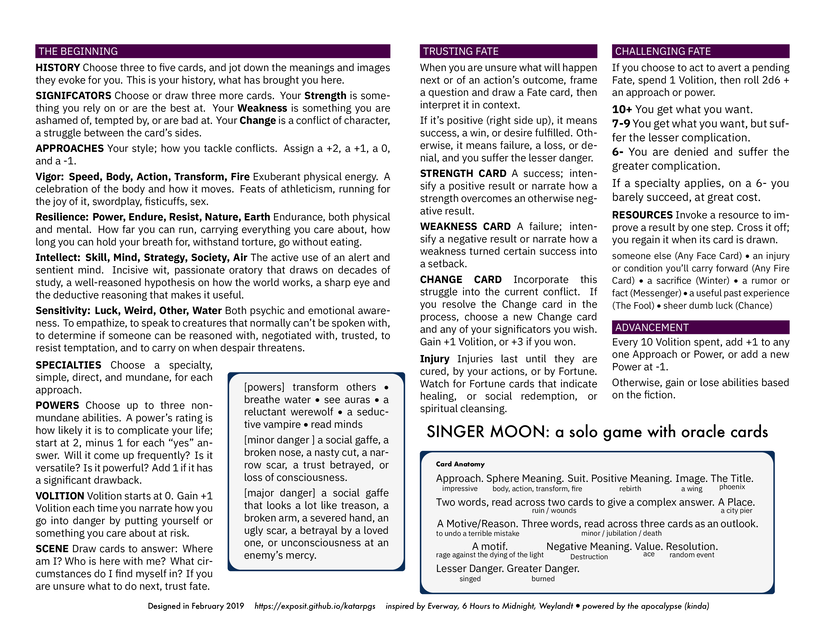 THE BEGINNING
HISTORY Choose three to five cards, and jot down the meanings and images
they evoke for you. This is your history, what has brought you here.
SIGNIFCATORS Choose or draw three more cards. Your Strength is some-
thing you rely on or are the best at. Your Weakness is something you are
ashamed of, tempted by, or are bad at. Your Change is a conflict of character,
a struggle between the card's sides.
APPROACHES Your style; how you tackle conflicts. Assign a +2, a +1, a 0,
and a -1.
Vigor: Speed, Body, Action, Transform, Fire Exuberant physical energy. A
celebration of the body and how it moves. Feats of athleticism, running for
the joy of it, swordplay, fisticuffs, sex.
Resilience: Power, Endure, Resist, Nature, Earth Endurance, both physical
and mental. How far you can run, carrying everything you care about, how
long you can hold your breath for, withstand torture, go without eating.
Intellect: Skill, Mind, Strategy, Society, Air The active use of an alert and
sentient mind. Incisive wit, passionate oratory that draws on decades of
study, a well-reasoned hypothesis on how the world works, a sharp eye and
the deductive reasoning that makes it useful.
Sensitivity: Luck, Weird, Other, Water Both psychic and emotional aware-
ness. To empathize, to speak to creatures that normally can't be spoken with,
to determine if someone can be reasoned with, negotiated with, trusted, to
resist temptation, and to carry on when despair threatens.
SPECIALTIES Choose a specialty,
simple, direct, and mundane, for each
approach.
POWERS Choose up to three non-
mundane abilities. A power's rating is
how likely it is to complicate your life;
start at 2, minus 1 for each "yes" an-
swer. Will it come up frequently? Is it
versatile? Is it powerful? Add 1 if it has
a significant drawback.
VOLITION Volition starts at 0. Gain +1
Volition each time you narrate how you
go into danger by putting yourself or
something you care about at risk.
SCENE Draw cards to answer: Where
am I? Who is here with me? What cir-
cumstances do I find myself in? If you
are unsure what to do next, trust fate.
[powers] transform others •
breathe water • see auras • a
reluctant werewolf • a seduc-
tive vampire • read minds
[minor danger ] a social gaffe, a
broken nose, a nasty cut, a nar-
row scar, a trust betrayed, or
loss of consciousness.
[major danger] a social gaffe
that looks a lot like treason, a
broken arm, a severed hand, an
ugly scar, a betrayal by a loved
one, or unconsciousness at an
enemy's mercy.
TRUSTING FATE
When you are unsure what will happen
next or of an action's outcome, frame
a question and draw a Fate card, then
interpret it in context.
If it's positive (right side up), it means
success, a win, or desire fulfilled. Oth-
erwise, it means failure, a loss, or de-
nial, and you suffer the lesser danger.
STRENGTH CARD A success; inten-
sify a positive result or narrate how a
strength overcomes an otherwise neg-
ative result.
WEAKNESS CARD A failure; inten-
sify a negative result or narrate how a
weakness turned certain success into
a setback.
CHANGE CARD Incorporate this
struggle into the current conflict. If
you resolve the Change card in the
process, choose a new Change card
and any of your significators you wish.
Gain +1 Volition, or +3 if you won.
Injury Injuries last until they are
cured, by your actions, or by Fortune.
Watch for Fortune cards that indicate
healing, or social redemption, or
spiritual cleansing.
CHALLENGING FATE
If you choose to act to avert a pending
Fate, spend 1 Volition, then roll 2d6 +
an approach or power.
10+ You get what you want.
7-9 You get what you want, but suf-
fer the lesser complication.
6- You are denied and suffer the
greater complication.
If a specialty applies, on a 6- you
barely succeed, at great cost.
RESOURCES Invoke a resource to im-
prove a result by one step. Cross it off;
you regain it when its card is drawn.
someone else (Any Face Card) • an injury
or condition you'll carry forward (Any Fire
Card) • a sacrifice (Winter) • a rumor or
fact (Messenger) • a useful past experience
(The Fool) • sheer dumb luck (Chance)
ADVANCEMENT
Every 10 Volition spent, add +1 to any
one Approach or Power, or add a new
Power at -1.
Otherwise, gain or lose abilities based
on the fiction.
SINGER MOON: a solo game with oracle cards
Card Anatomy
Approach. Sphere Meaning. Suit. Positive Meaning. Image. The Title.
impressive body, action, transform, fire rebirth a wing phoenix
Two words, read across two cards to give a complex answer. A Place.
ruin / wounds a city pier
A Motive/Reason. Three words, read across three cards as an outlook.
to undo a terrible mistake minor / jubilation / death
A motif. Negative Meaning. Value. Resolution.
rage against the dying of the light Destruction ace random event
Lesser Danger. Greater Danger.
singed burned
Designed in February 2019 https://exposit.github.io/katarpgs inspired by Everway, 6 Hours to Midnight, Weylandt • powered by the apocalypse (kinda)